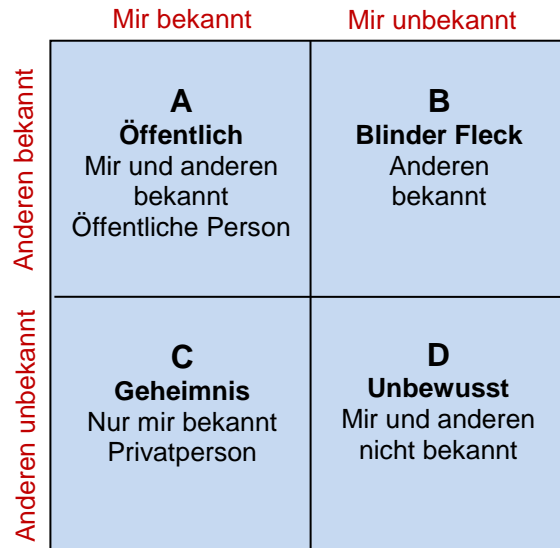 Mir bekannt
Mir unbekannt
Anderen bekannt
A
Öffentlich
Mir und anderen
bekannt
Öffentliche Person
B
Blinder Fleck
Anderen
bekannt
Anderen unbekannt
C
Geheimnis
Nur mir bekannt
Privatperson
D
Unbewusst
Mir und anderen
nicht bekannt